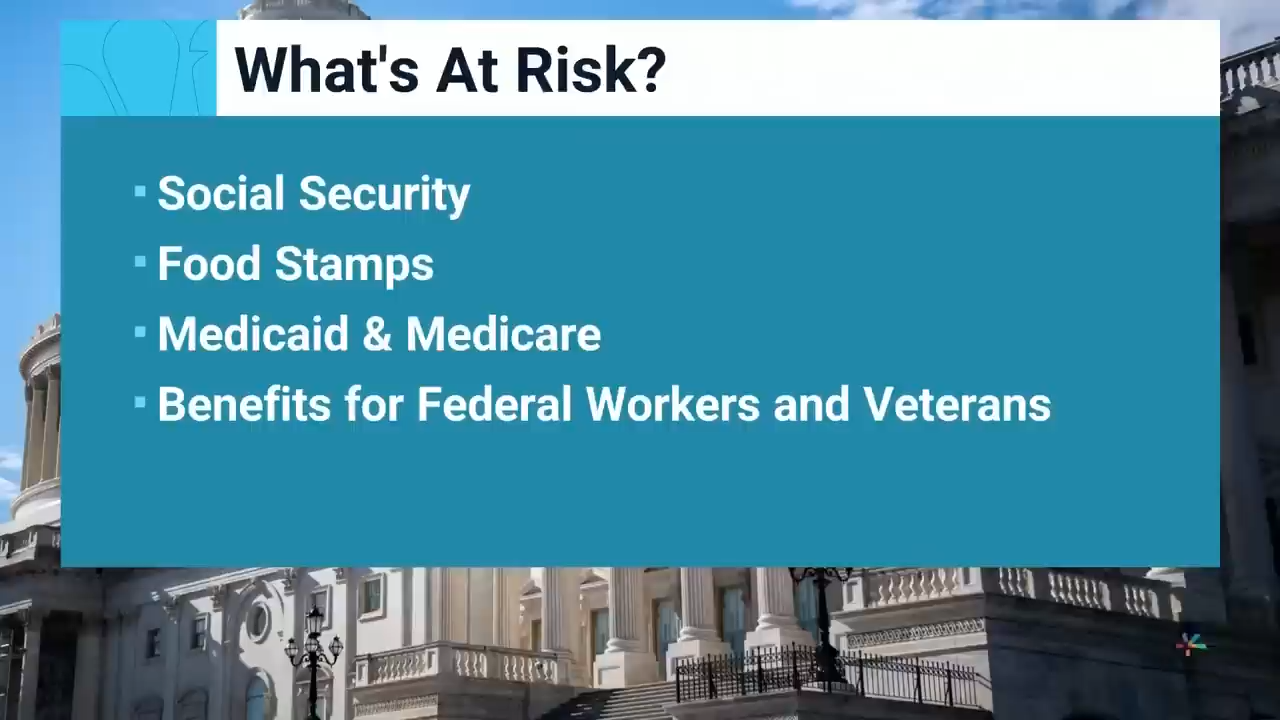 What's At Risk?
Social Security
Food Stamps
Medicaid & Medicare
Benefits for Federal Workers and Veterans